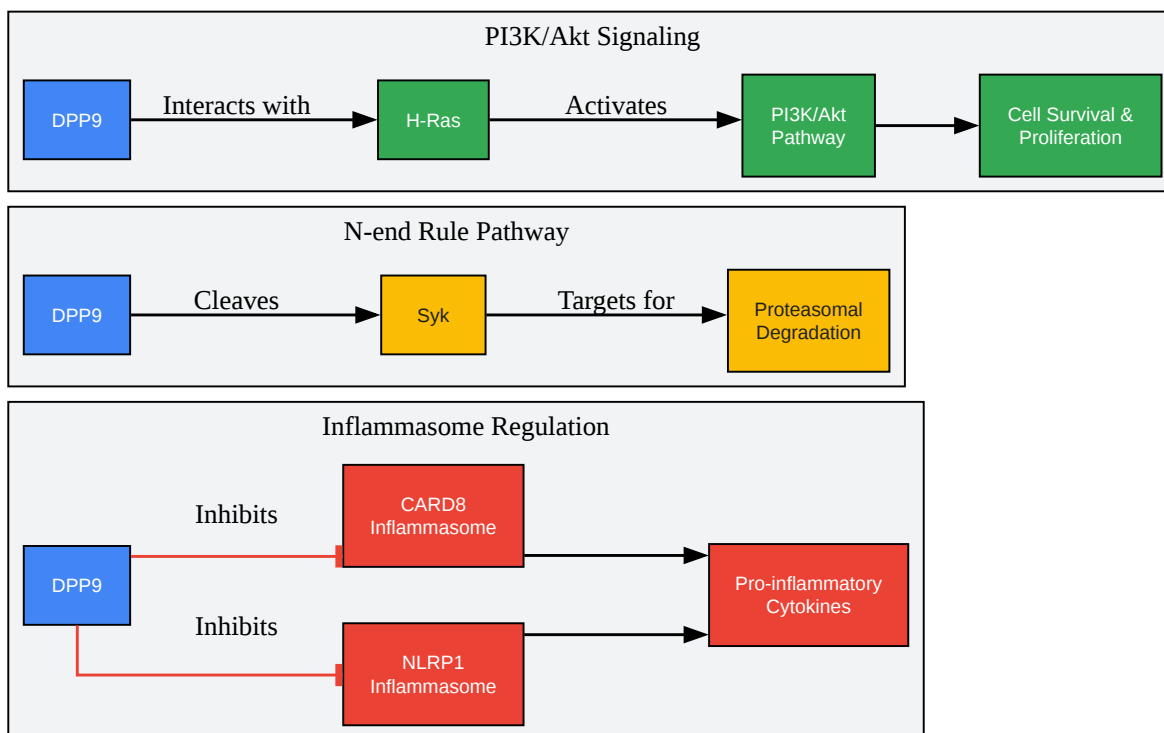 PI3K/Akt Signaling
DPP9
Interacts with
H-Ras
Activates
PI3K/Akt
Pathway
Cell Survival &
Proliferation
N-end Rule Pathway
DPP9
Cleaves
Syk
Targets for
Proteasomal
Degradation
Inflammasome Regulation
DPP9
Inhibits
CARD8
Inflammasome
Inhibits
NLRP1
Inflammasome
Pro-inflammatory
Cytokines